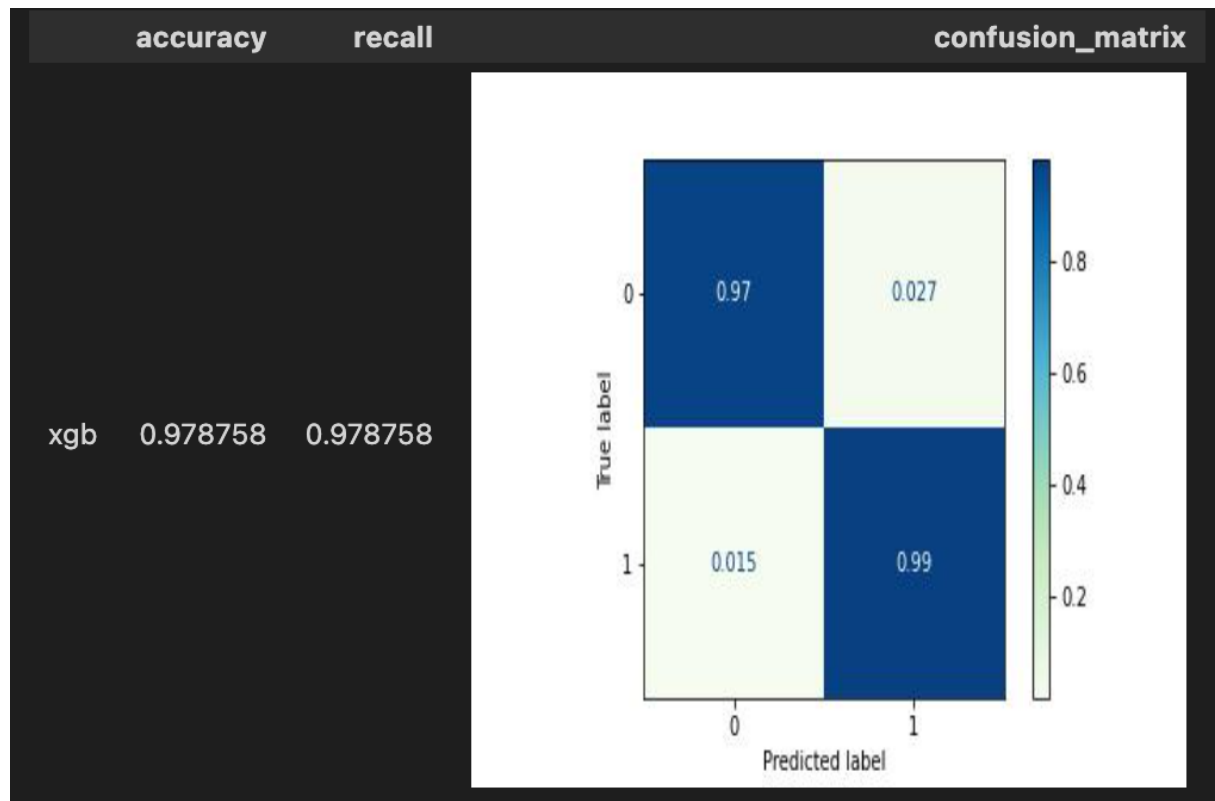 accuracy recall confusion_matrix
xgb 0.978758 0.978758
True label
0
0.97 0.027
1
0.015 0.99
0 1
Predicted label
0.8
0.6
0.4
0.2